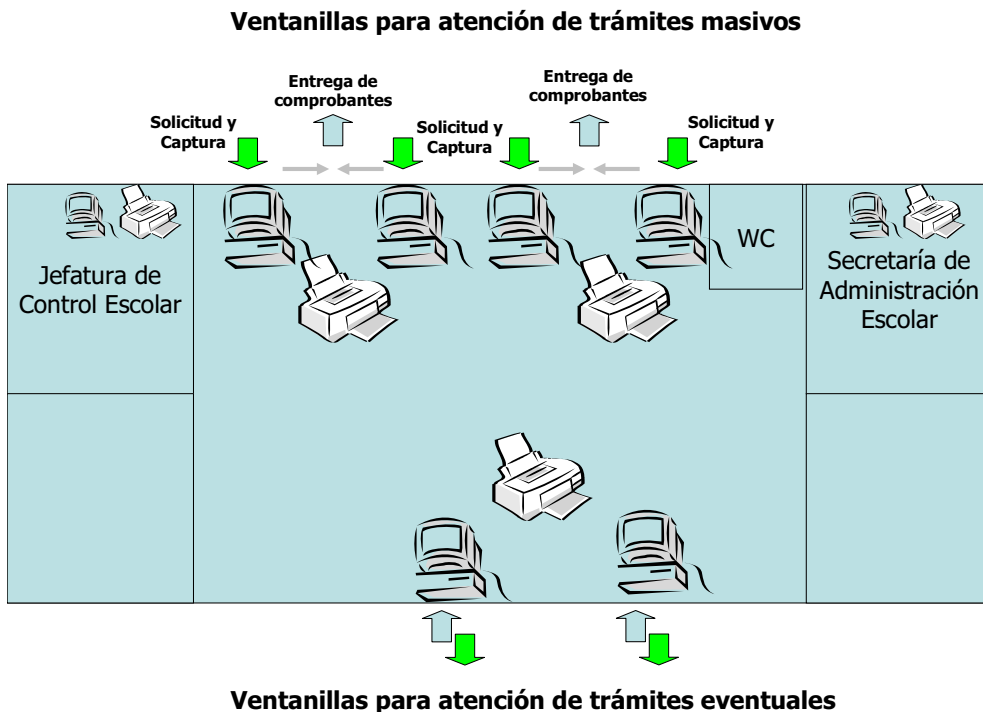 Ventanillas para atención de trámites masivos
Entrega de
comprobantes
Entrega de
comprobantes
Solicitud y
Captura
Solicitud y
Captura
Solicitud y
Captura
Jefatura de
Control Escolar
WC
Secretaría de
Administración
Escolar
Ventanillas para atención de trámites eventuales